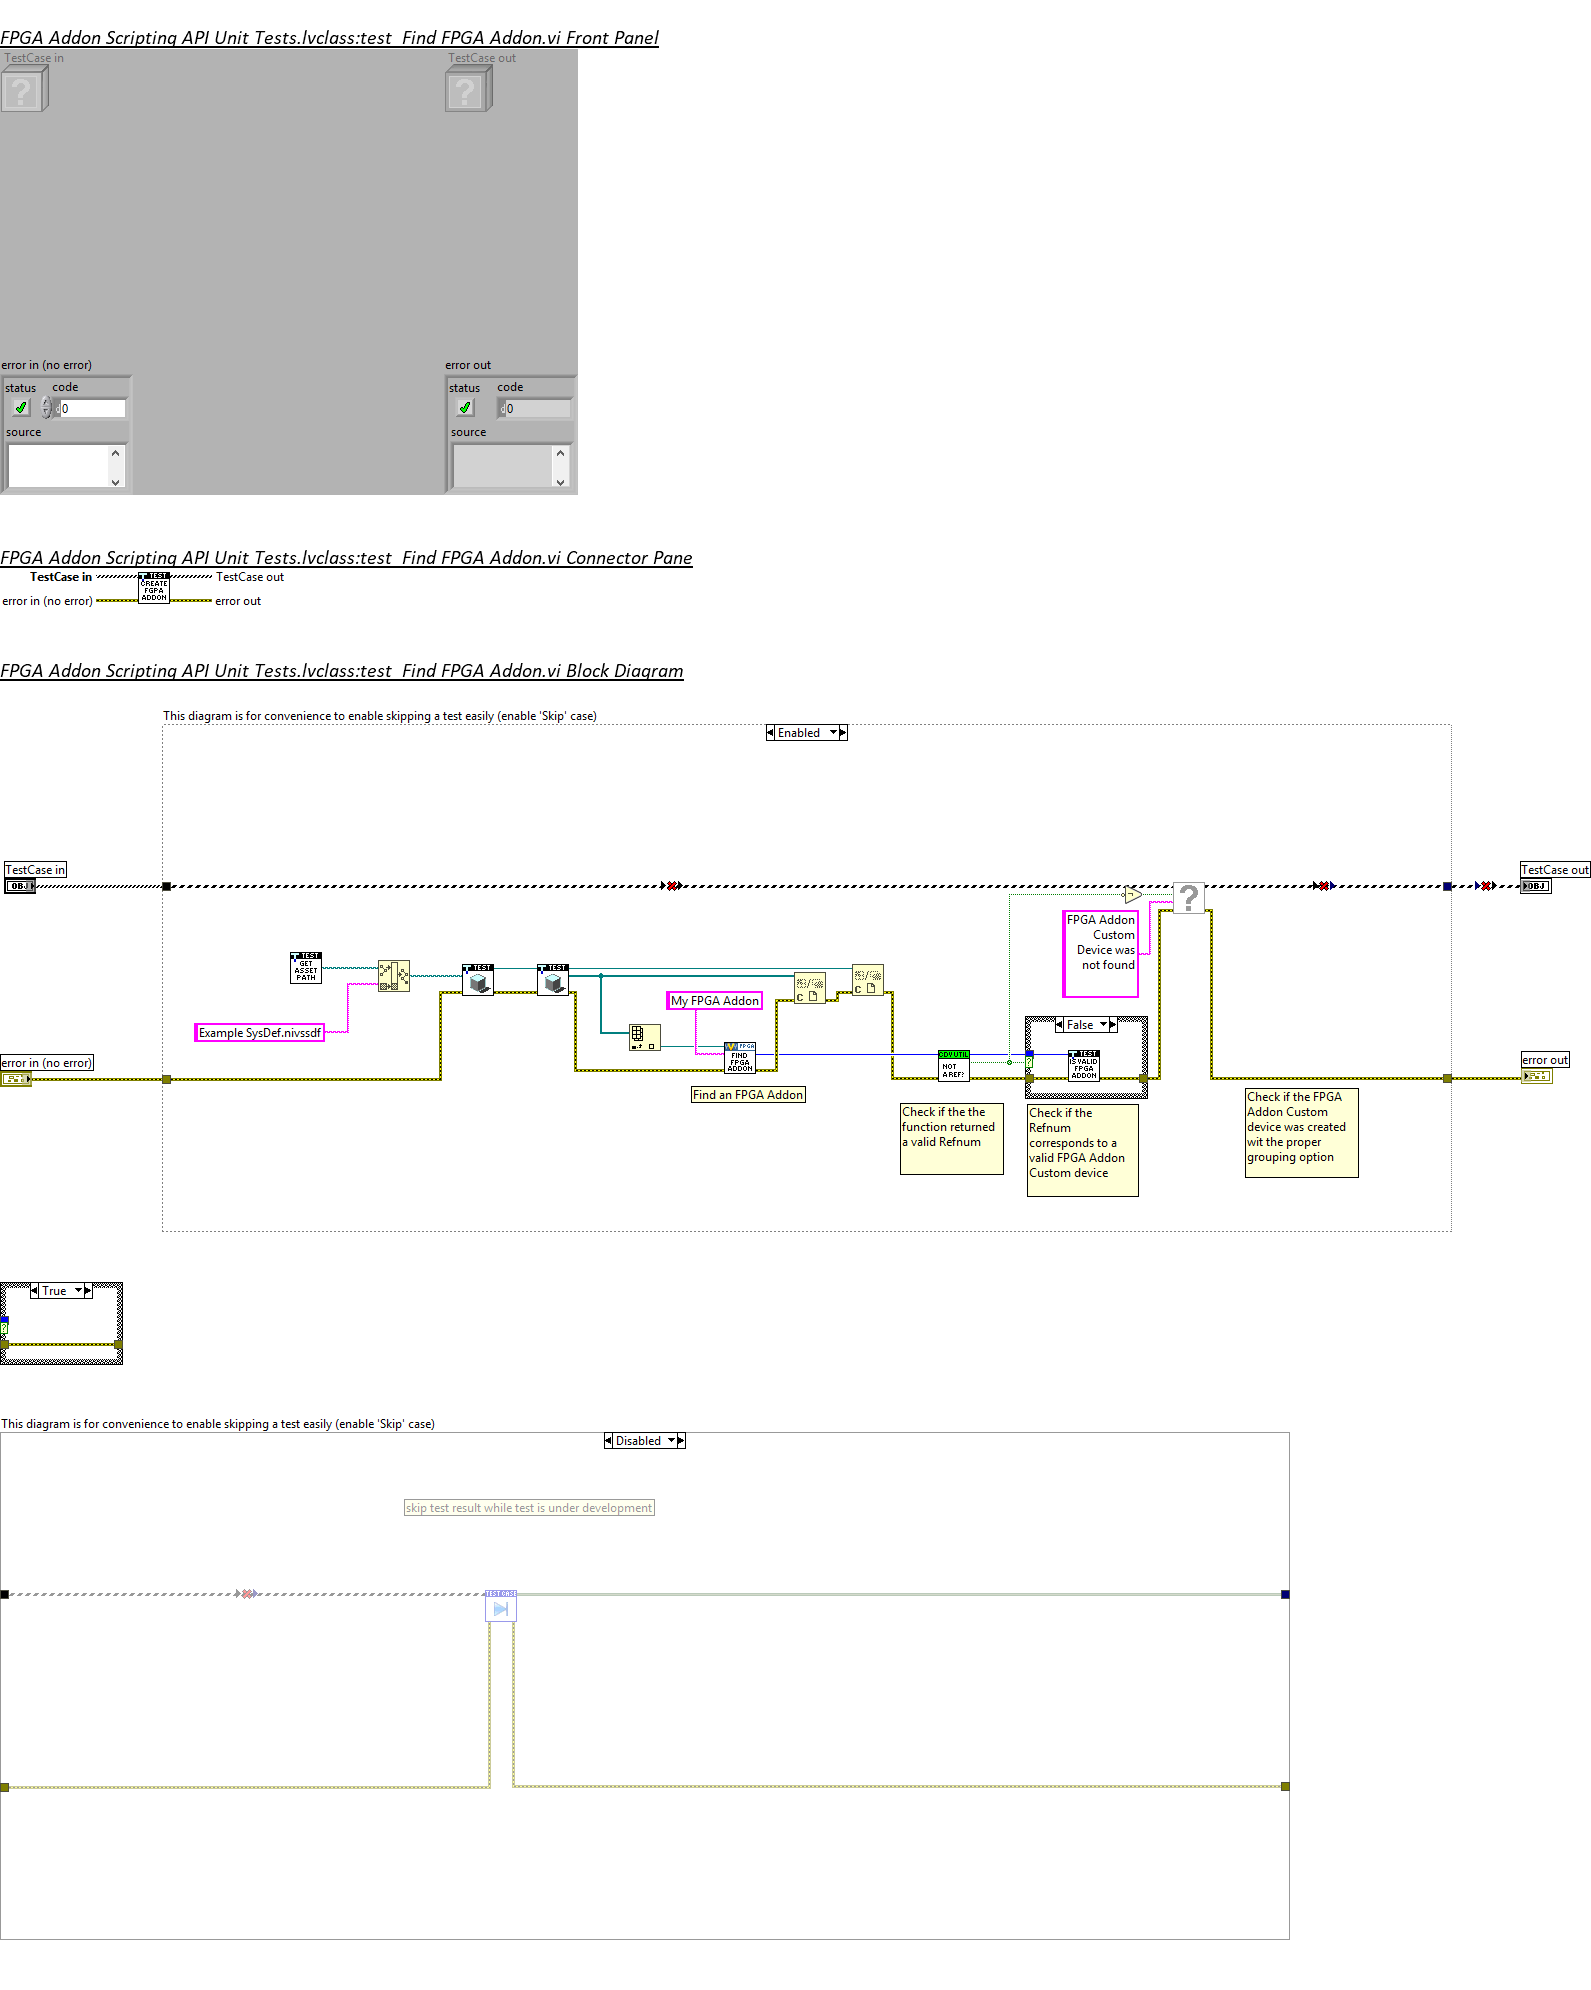 FPGA Addon Scripting API Unit Tests.lvclass:test  Find FPGA Addon.vi Front Panel
TestCase in
TestCase out
?
?
error in (no error)
error out
status
code
status
code
d
0
d
0
source
source
FPGA Addon Scripting API Unit Tests.lvclass:test  Find FPGA Addon.vi Connector Pane
TestCase in
TEST
CREATE
FGPA
ADDON
TestCase out
error in (no error)
error out
FPGA Addon Scripting API Unit Tests.lvclass:test  Find FPGA Addon.vi Block Diagram
This diagram is for convenience to enable skipping a test easily (enable 'Skip' case)
Enabled
TestCase in
OBJ
TestCase out
OBJ
?
FPGA Addon
Custom
Device was
not found
TEST
GET
ASSET
PATH
TEST
TEST
C
C
My FPGA Addon
Example SysDef.nivssdf
False
FPGA
FIND
FPGA
ADDON
CDV UTIL
NOT
A REF?
?
TEST
IS VALID
FPGA
ADDON
error in (no error)
error out
Find an FPGA Addon
Check if the the
function returned
a valid Refnum
Check if the
Refnum
corresponds to a
valid FPGA Addon
Custom device
Check if the FPGA
Addon Custom
device was created
wit the proper
grouping option
True
?
This diagram is for convenience to enable skipping a test easily (enable 'Skip' case)
Disabled
skip test result while test is under development
TEST CASE